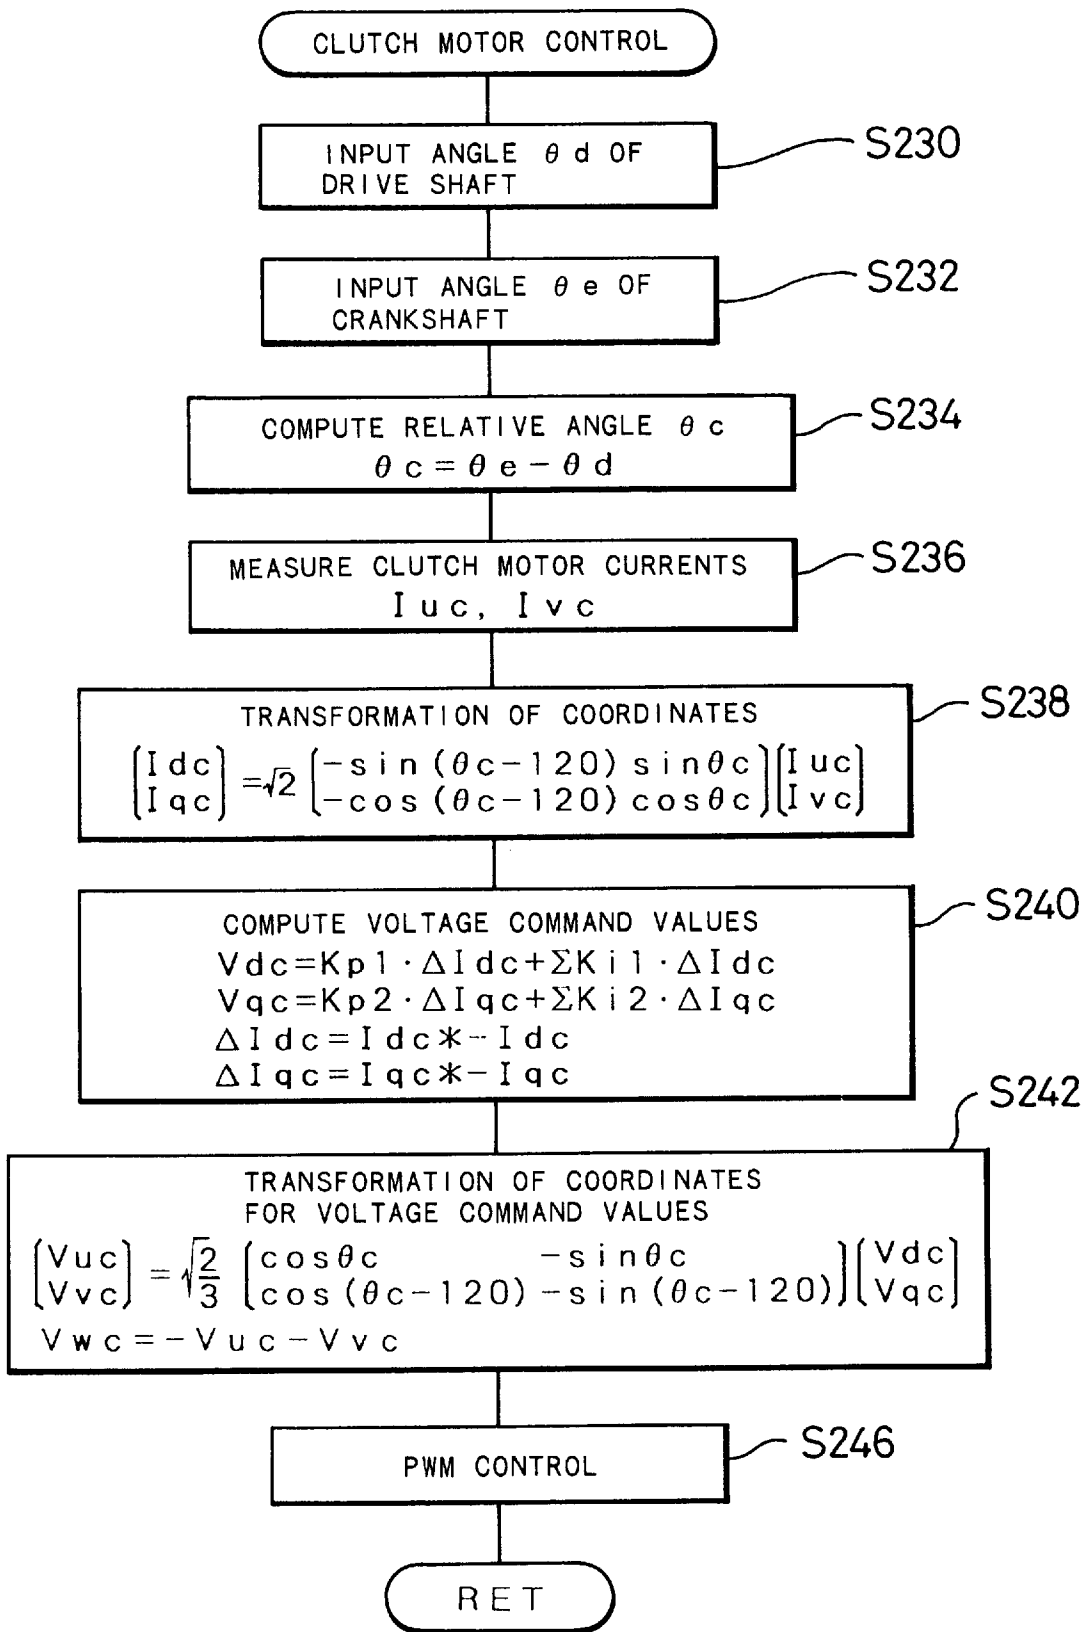 CLUTCH MOTOR CONTROL
INPUT ANGLE θd OF
DRIVE SHAFT
S230
INPUT ANGLE θe OF
CRANKSHAFT
S232
COMPUTE RELATIVE ANGLE θc
θc=θe-θd
S234
MEASURE CLUTCH MOTOR CURRENTS
Iuc, Ivc
S236
TRANSFORMATION OF COORDINATES
[Idc] =√2 [-sin(θc-120) sinθc][Iuc]
[Iqc] [-cos(θc-120) cosθc][Ivc]
S238
COMPUTE VOLTAGE COMMAND VALUES
Vdc=Kp1·ΔIdc+ΣKi1·ΔIdc
Vqc=Kp2·ΔIqc+ΣKi2·ΔIqc
ΔIdc=Idc*-Idc
ΔIqc=Iqc*-Iqc
S240
TRANSFORMATION OF COORDINATES
FOR VOLTAGE COMMAND VALUES
[Vuc] =√2/3 [cosθc -sinθc][Vdc]
[Vvc] [cos(θc-120) -sin(θc-120)][Vqc]
Vwc=-Vuc-Vvc
S242
PWM CONTROL
S246
RET